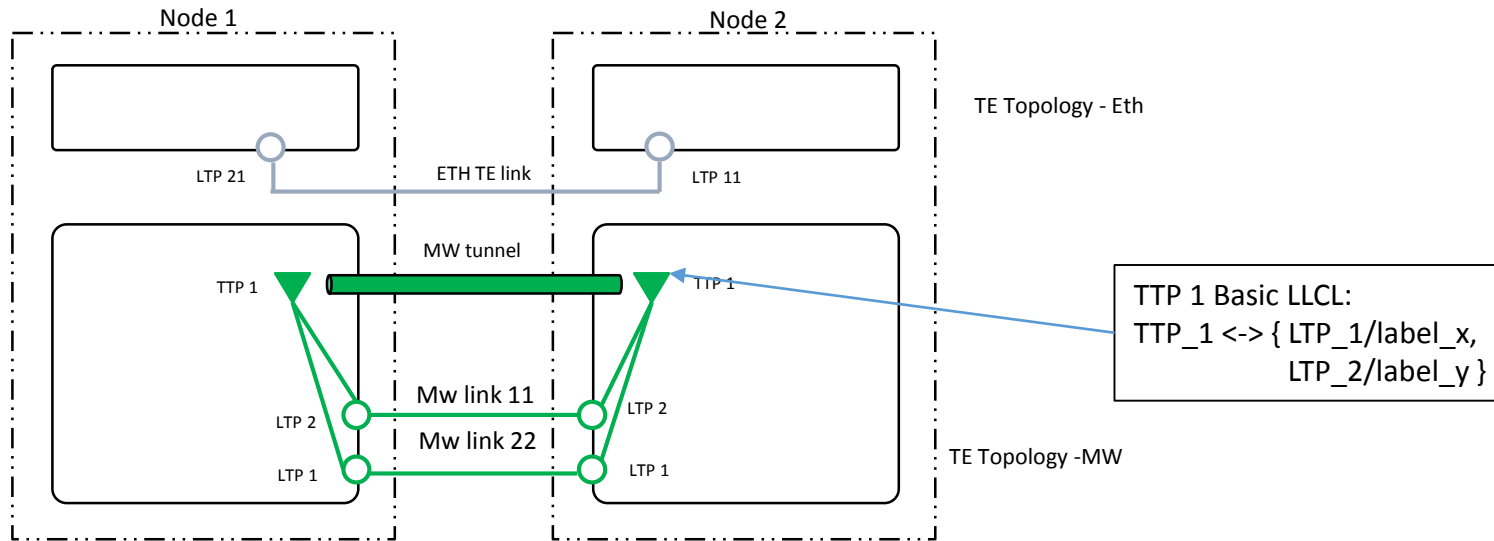 Node 1
Node 2
TE Topology - Eth
LTP 21
ETH TE link
LTP 11
MW tunnel
TTP 1
TTP 1
TTP 1 Basic LLCL:
TTP_1 <-> { LTP_1/label_x,
LTP_2/label_y }
Mw link 11
LTP 2
LTP 2
Mw link 22
LTP 1
LTP 1
TE Topology -MW